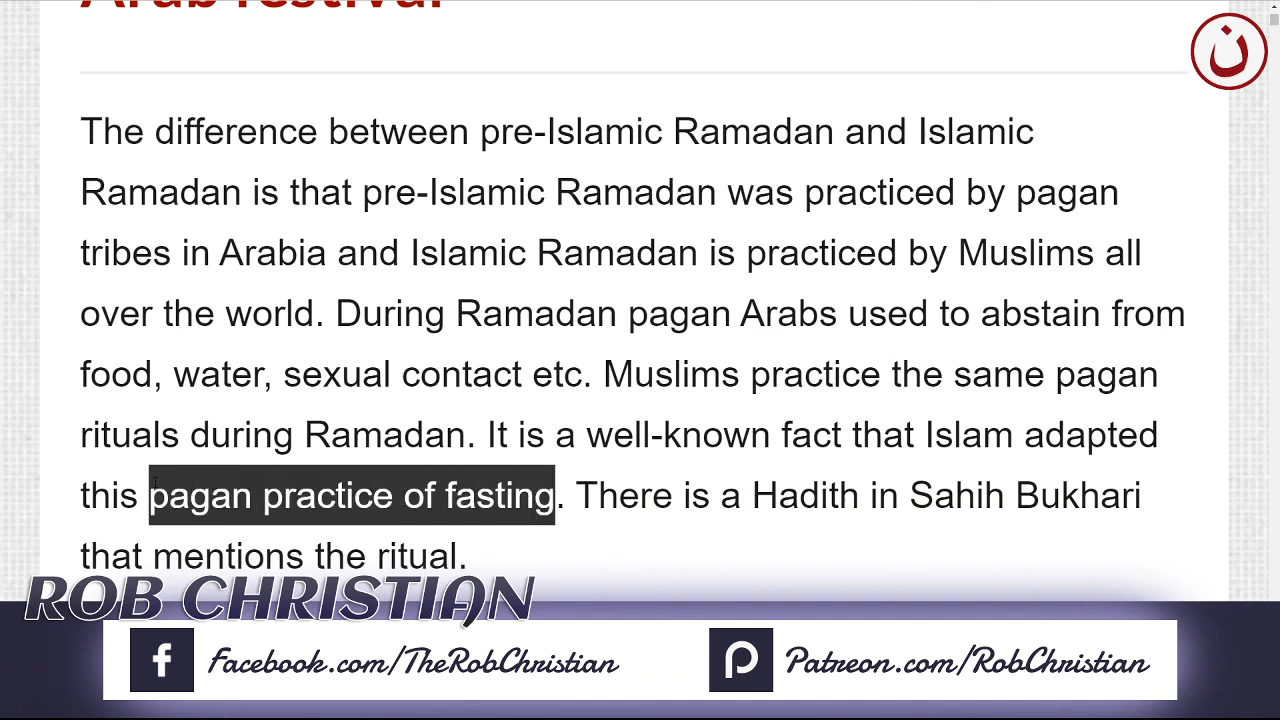 Arab festival
ن
The difference between pre-Islamic Ramadan and Islamic
Ramadan is that pre-Islamic Ramadan was practiced by pagan
tribes in Arabia and Islamic Ramadan is practiced by Muslims all
over the world. During Ramadan pagan Arabs used to abstain from
food, water, sexual contact etc. Muslims practice the same pagan
rituals during Ramadan. It is a well-known fact that Islam adapted
this pagan practice of fasting. There is a Hadith in Sahih Bukhari
that mentions the ritual.
ROB CHRISTIAN
Facebook.com/TheRobChristian
Patreon.com/RobChristian